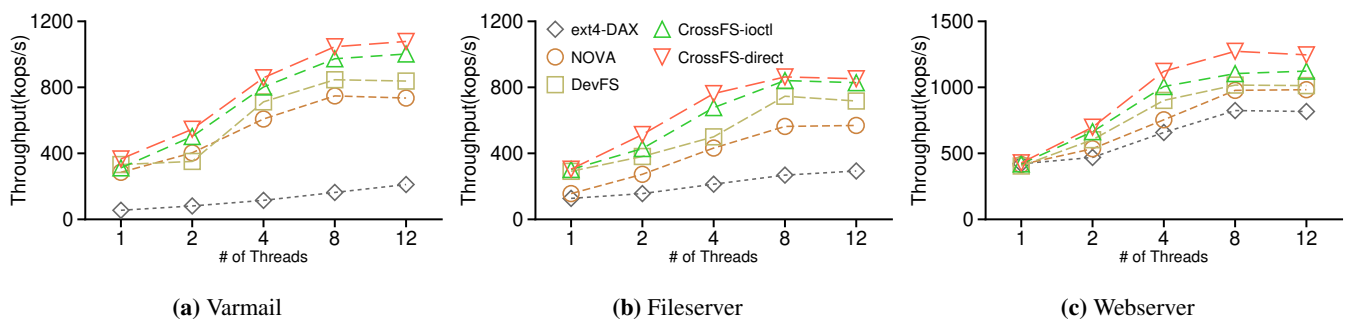 1200
800
400
0
Throughput(kops/s)
1 2 4 8 12
# of Threads
(a) Varmail
1200
800
400
0
Throughput(kops/s)
ext4-DAX
NOVA
DevFS
CrossFS-ioctl
CrossFS-direct
1 2 4 8 12
# of Threads
(b) Fileserver
1500
1000
500
0
Throughput(kops/s)
1 2 4 8 12
# of Threads
(c) Webserver